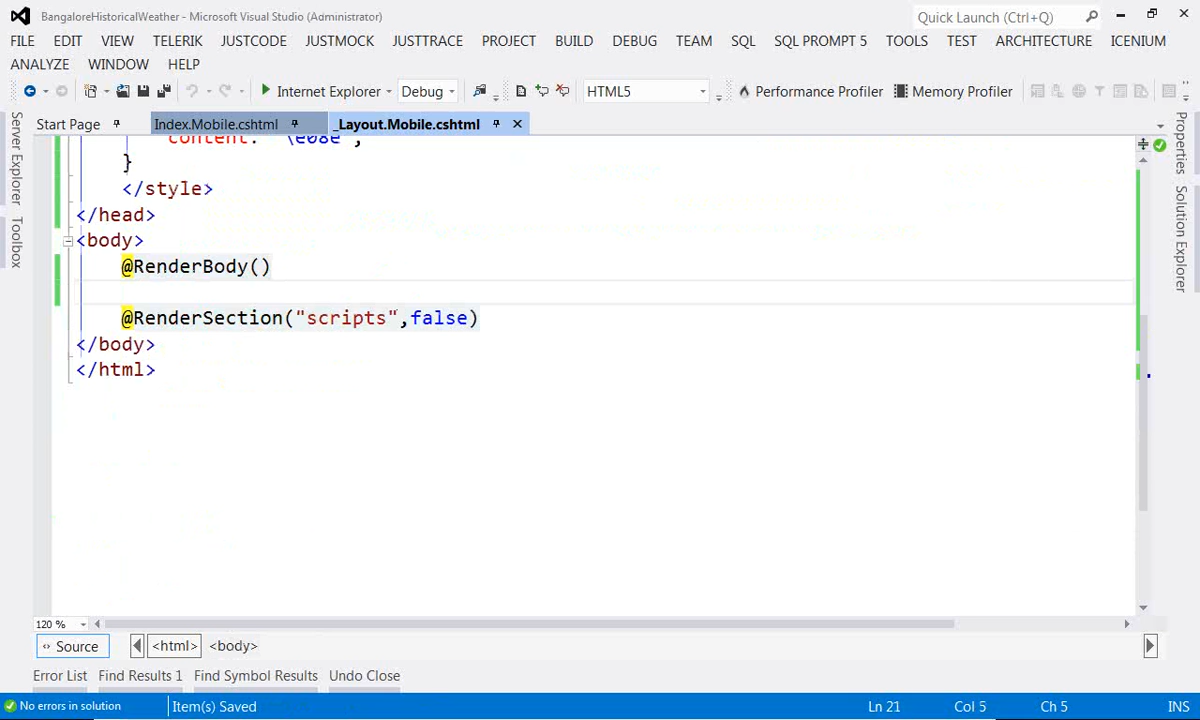 BangaloreHistoricalWeather - Microsoft Visual Studio (Administrator)
Quick Launch (Ctrl+Q)
FILE EDIT VIEW TELERIK JUSTCODE JUSTMOCK JUSTTRACE PROJECT BUILD DEBUG TEAM SQL SQL PROMPT 5 TOOLS TEST ARCHITECTURE ICENIUM
ANALYZE WINDOW HELP
Internet Explorer Debug HTML5 Performance Profiler Memory Profiler
Start Page Index.Mobile.cshtml _Layout.Mobile.cshtml
Server Explorer
Toolbox
content: "\e08e";
}
</style>
</head>
<body>
@RenderBody()
@RenderSection("scripts",false)
</body>
</html>
Properties
Solution Explorer
120 %
Source <html> <body>
Error List Find Results 1 Find Symbol Results Undo Close
No errors in solution Item(s) Saved Ln 21 Col 5 Ch 5 INS